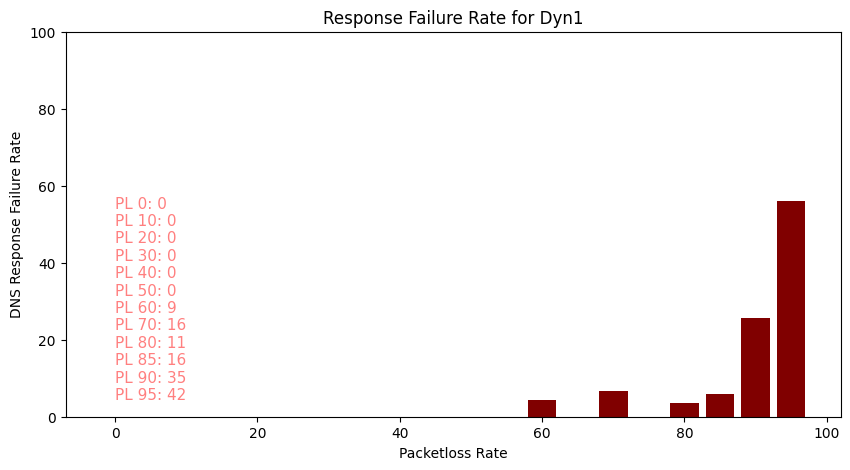 Response Failure Rate for Dyn1
100
80
60
40
20
0
DNS Response Failure Rate
PL 0: 0
PL 10: 0
PL 20: 0
PL 30: 0
PL 40: 0
PL 50: 0
PL 60: 9
PL 70: 16
PL 80: 11
PL 85: 16
PL 90: 35
PL 95: 42
0 20 40 60 80 100
Packetloss Rate